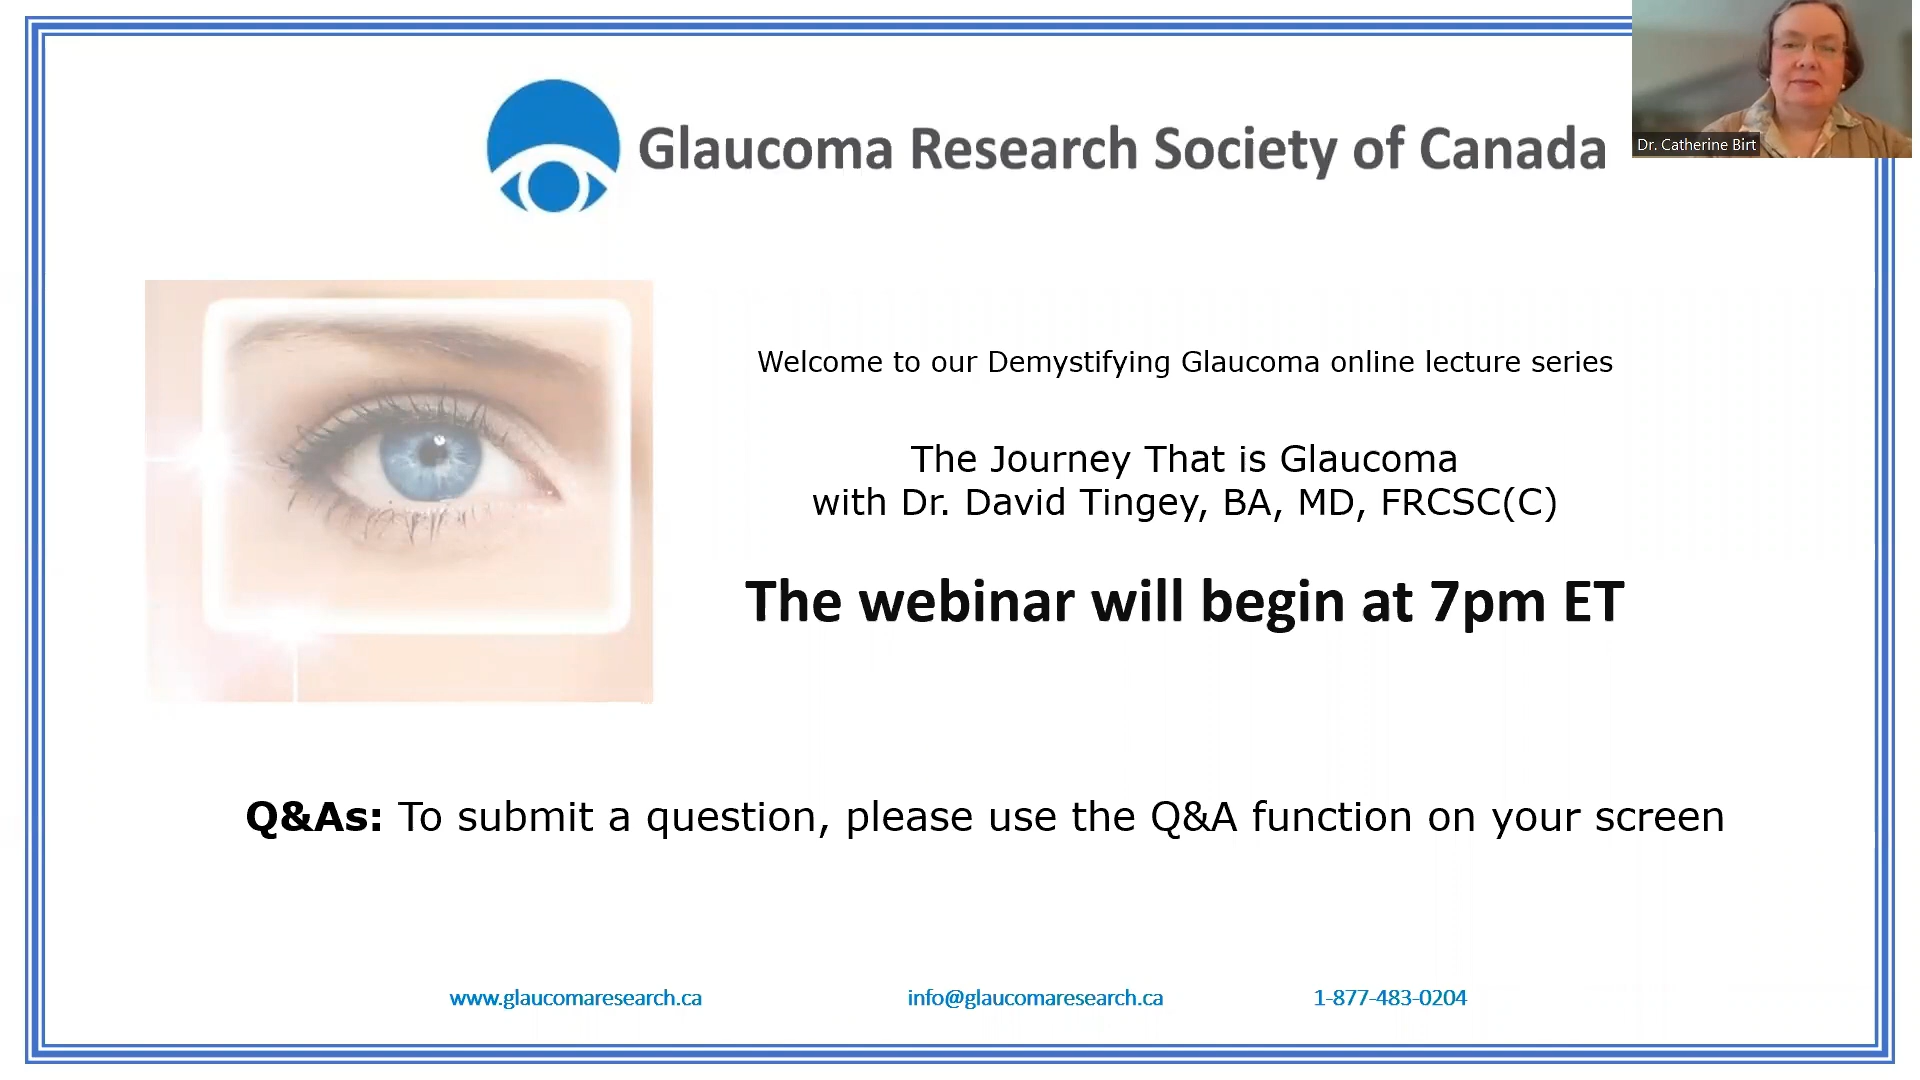 Glaucoma Research Society of Canada
Dr. Catherine Birt
Welcome to our Demystifying Glaucoma online lecture series
The Journey That is Glaucoma
with Dr. David Tingey, BA, MD, FRCSC(C)
The webinar will begin at 7pm ET
Q&As: To submit a question, please use the Q&A function on your screen
www.glaucomaresearch.ca info@glaucomaresearch.ca 1-877-483-0204